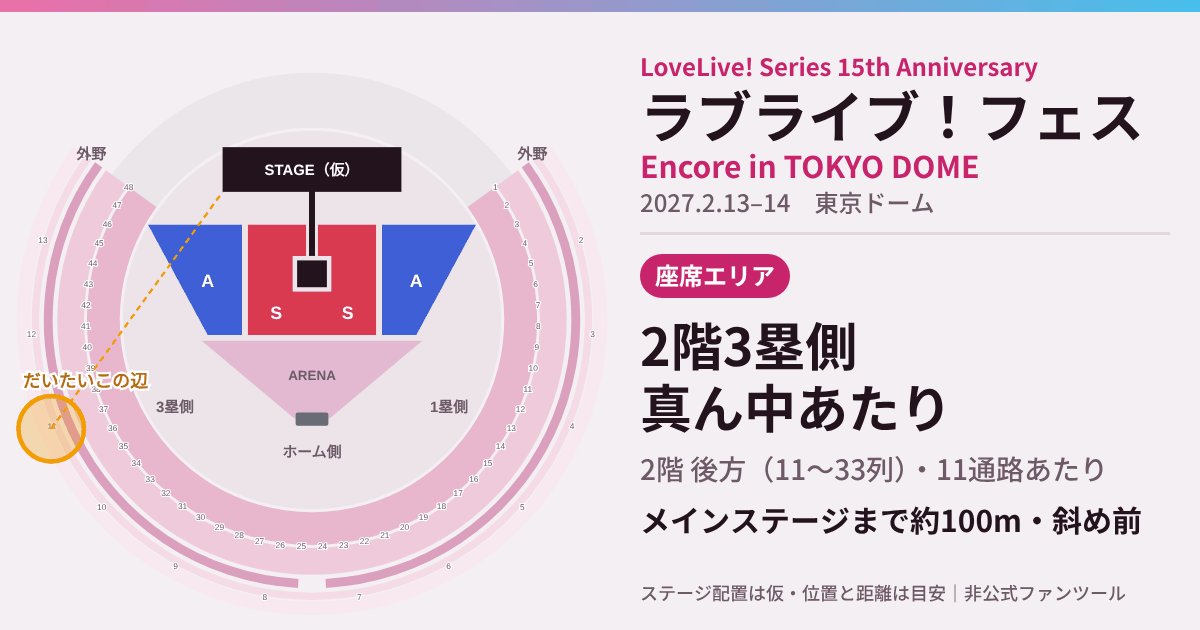 LoveLive! Series 15th Anniversary
ラブライブ！フェス
Encore in TOKYO DOME
2027.2.13–14　東京ドーム
座席エリア
2階3塁側
真ん中あたり
2階 後方（11〜33列）・11通路あたり
メインステージまで約100m・斜め前
ステージ配置は仮・位置と距離は目安｜非公式ファンツール
外野
外野
STAGE（仮）
A
A
S
S
ARENA
3塁側
1塁側
ホーム側
だいたいこの辺
1
2
3
4
5
6
7
8
9
10
11
12
13
14
15
16
17
18
19
20
21
22
23
24
25
26
27
28
29
30
31
32
33
34
35
36
37
38
39
40
41
42
43
44
45
46
47
48
2
3
4
5
6
7
8
9
10
12
13